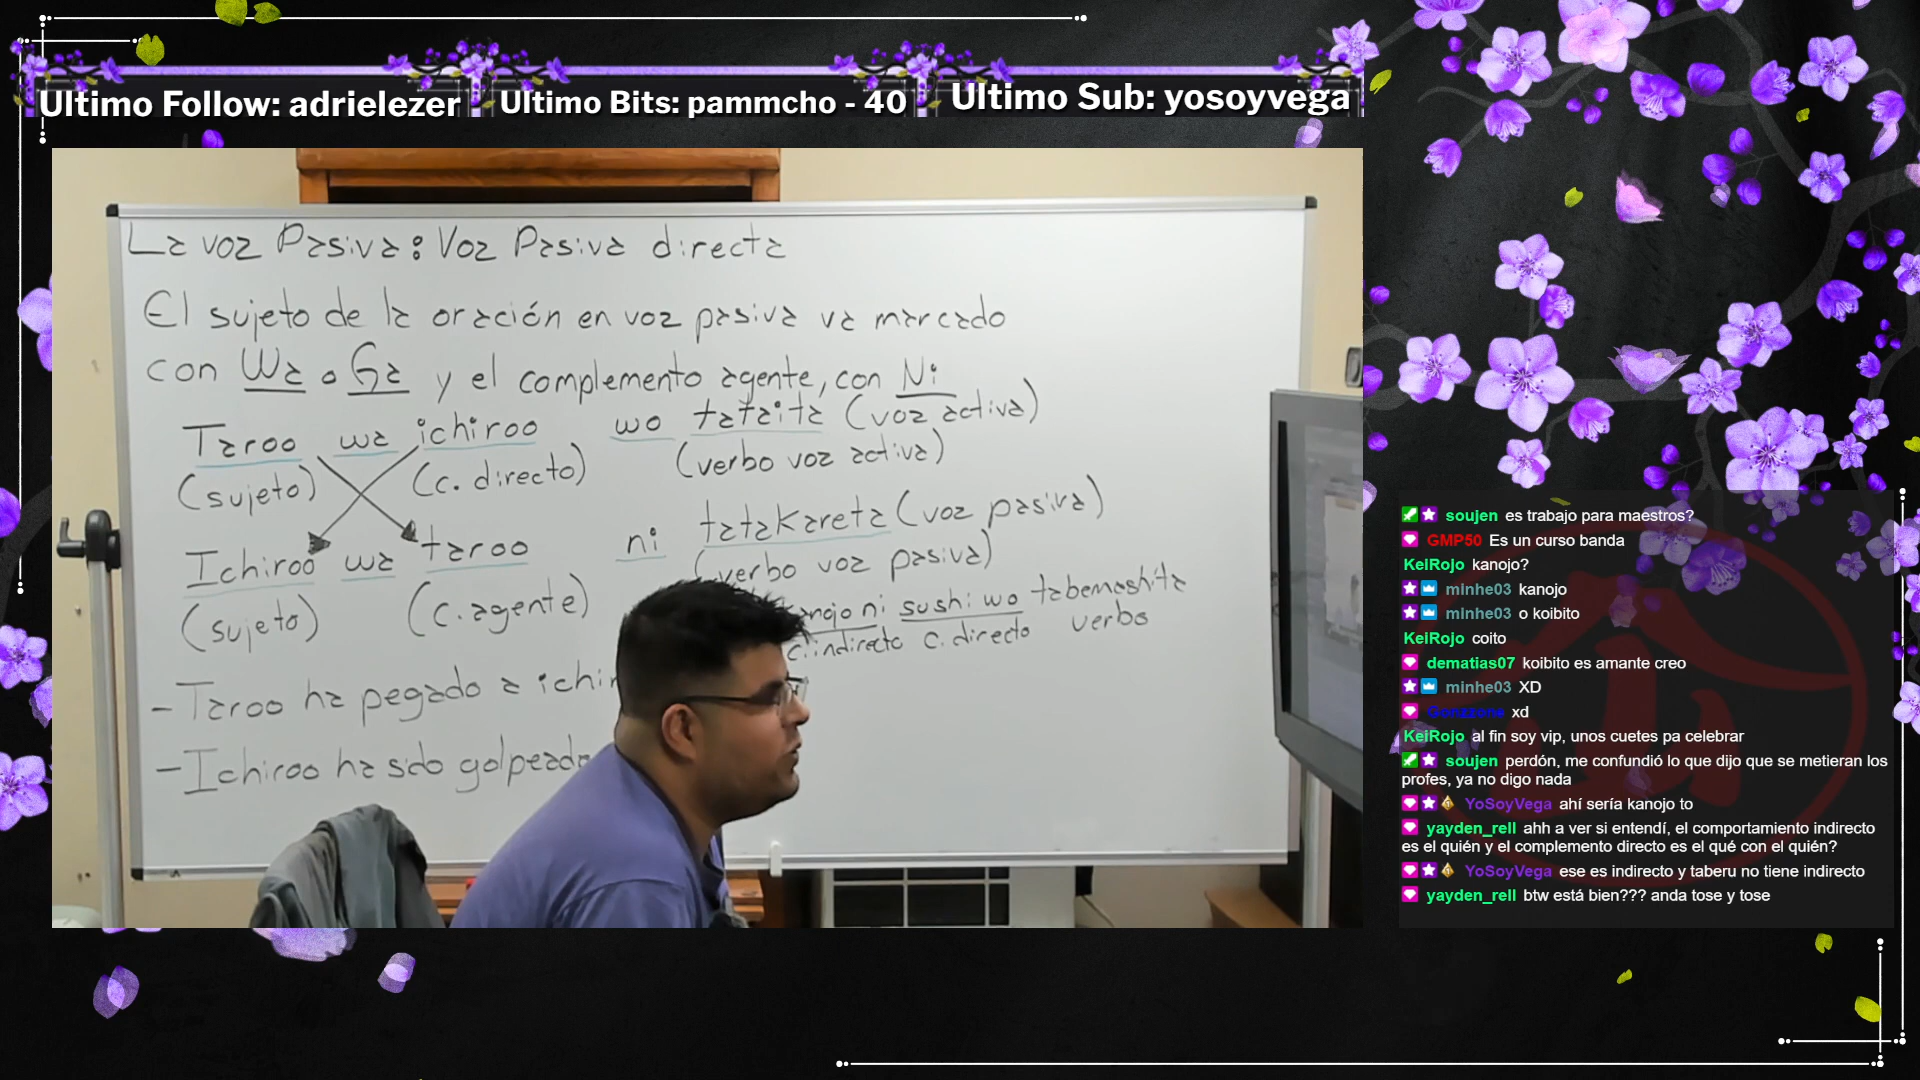 Ultimo Follow: adrielezer
Ultimo Bits: pammcho - 40
Ultimo Sub: yosoyvega
La voz Pasiva: Voz Pasiva directa
El sujeto de la oración en voz pasiva va marcado
con Wa o Ga y el complemento agente, con Ni
Taroo wa ichiroo wo tataita (voz activa)
(sujeto) (c. directo) (verbo voz activa)
Ichiroo wa taroo ni tatakareta (voz pasiva)
(sujeto) (c. agente) verbo voz pasiva)
ni sushi wo tabemashita
c. indirecto c. directo verbo
- Taroo ha pegado a
- Ichiroo ha sido
soujen es trabajo para maestros?
GMP50 Es un curso banda
KeiRojo kanojo?
minhe03 kanojo
minhe03 o koibito
KeiRojo coito
dematias07 koibito es amante creo
minhe03 XD
Gonzzone xd
KeiRojo al fin soy vip, unos cuetes pa celebrar
soujen perdón, me confundió lo que dijo que se metieran los
profes, ya no digo nada
YoSoyVega ahí sería kanojo to
yayden_rell ahh a ver si entendí, el comportamiento indirecto
es el quién y el complemento directo es el qué con el quién?
YoSoyVega ese es indirecto y taberu no tiene indirecto
yayden_rell btw está bien??? anda tose y tose